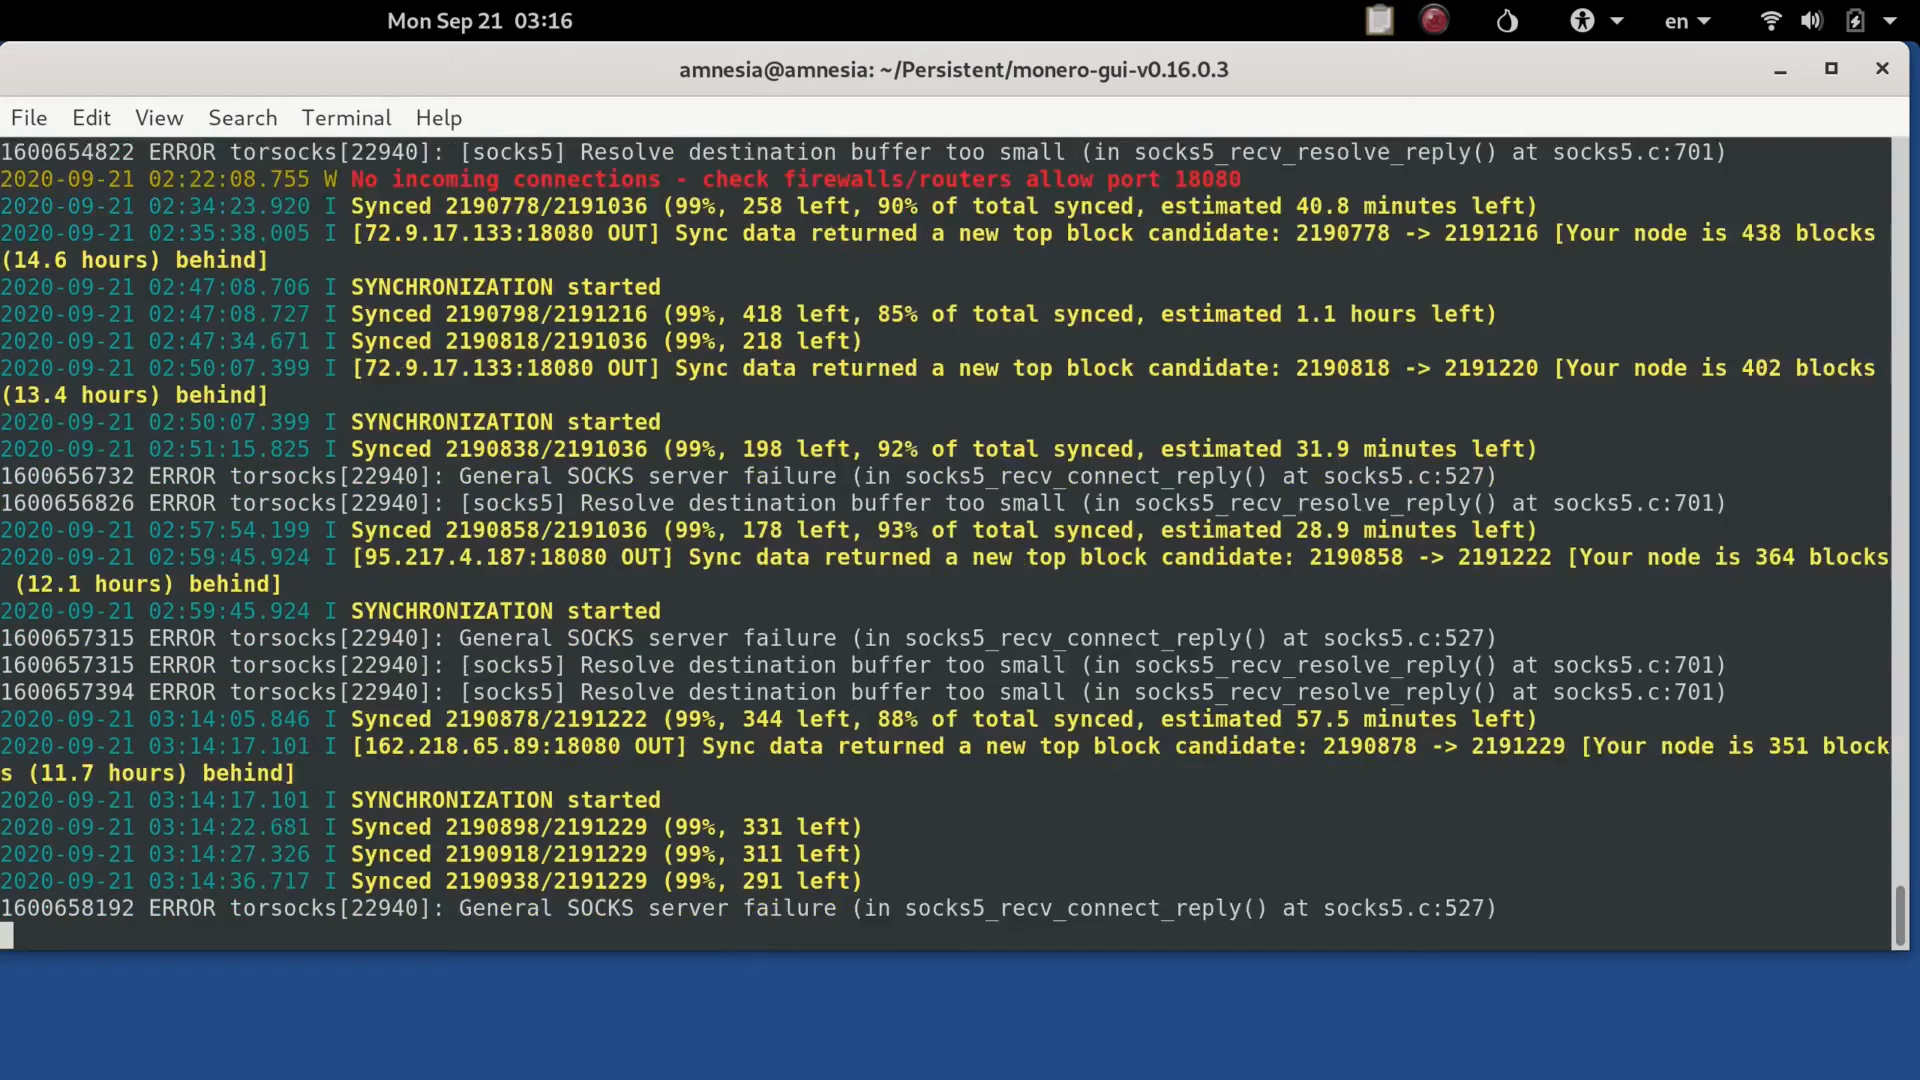 Mon Sep 21  03:16
en
amnesia@amnesia: ~/Persistent/monero-gui-v0.16.0.3
File Edit View Search Terminal Help
1600654822 ERROR torsocks[22940]: [socks5] Resolve destination buffer too small (in socks5_recv_resolve_reply() at socks5.c:701)
2020-09-21 02:22:08.755 W No incoming connections - check firewalls/routers allow port 18080
2020-09-21 02:34:23.920 I Synced 2190778/2191036 (99%, 258 left, 90% of total synced, estimated 40.8 minutes left)
2020-09-21 02:35:38.005 I [72.9.17.133:18080 OUT] Sync data returned a new top block candidate: 2190778 -> 2191216 [Your node is 438 blocks
(14.6 hours) behind]
2020-09-21 02:47:08.706 I SYNCHRONIZATION started
2020-09-21 02:47:08.727 I Synced 2190798/2191216 (99%, 418 left, 85% of total synced, estimated 1.1 hours left)
2020-09-21 02:47:34.671 I Synced 2190818/2191036 (99%, 218 left)
2020-09-21 02:50:07.399 I [72.9.17.133:18080 OUT] Sync data returned a new top block candidate: 2190818 -> 2191220 [Your node is 402 blocks
(13.4 hours) behind]
2020-09-21 02:50:07.399 I SYNCHRONIZATION started
2020-09-21 02:51:15.825 I Synced 2190838/2191036 (99%, 198 left, 92% of total synced, estimated 31.9 minutes left)
1600656732 ERROR torsocks[22940]: General SOCKS server failure (in socks5_recv_connect_reply() at socks5.c:527)
1600656826 ERROR torsocks[22940]: [socks5] Resolve destination buffer too small (in socks5_recv_resolve_reply() at socks5.c:701)
2020-09-21 02:57:54.199 I Synced 2190858/2191036 (99%, 178 left, 93% of total synced, estimated 28.9 minutes left)
2020-09-21 02:59:45.924 I [95.217.4.187:18080 OUT] Sync data returned a new top block candidate: 2190858 -> 2191222 [Your node is 364 blocks
(12.1 hours) behind]
2020-09-21 02:59:45.924 I SYNCHRONIZATION started
1600657315 ERROR torsocks[22940]: General SOCKS server failure (in socks5_recv_connect_reply() at socks5.c:527)
1600657315 ERROR torsocks[22940]: [socks5] Resolve destination buffer too small (in socks5_recv_resolve_reply() at socks5.c:701)
1600657394 ERROR torsocks[22940]: [socks5] Resolve destination buffer too small (in socks5_recv_resolve_reply() at socks5.c:701)
2020-09-21 03:14:05.846 I Synced 2190878/2191222 (99%, 344 left, 88% of total synced, estimated 57.5 minutes left)
2020-09-21 03:14:17.101 I [162.218.65.89:18080 OUT] Sync data returned a new top block candidate: 2190878 -> 2191229 [Your node is 351 block
s (11.7 hours) behind]
2020-09-21 03:14:17.101 I SYNCHRONIZATION started
2020-09-21 03:14:22.681 I Synced 2190898/2191229 (99%, 331 left)
2020-09-21 03:14:27.326 I Synced 2190918/2191229 (99%, 311 left)
2020-09-21 03:14:36.717 I Synced 2190938/2191229 (99%, 291 left)
1600658192 ERROR torsocks[22940]: General SOCKS server failure (in socks5_recv_connect_reply() at socks5.c:527)